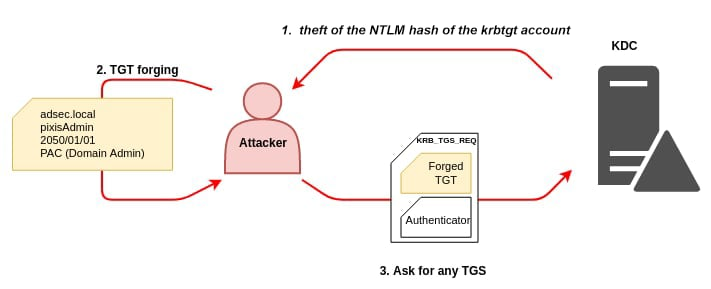 1. theft of the NTLM hash of the krbtgt account
KDC
2. TGT forging
adsec.local
pixisAdmin
2050/01/01
PAC (Domain Admin)
Attacker
KRB_TGS_REQ
Forged
TGT
Authenticator
3. Ask for any TGS